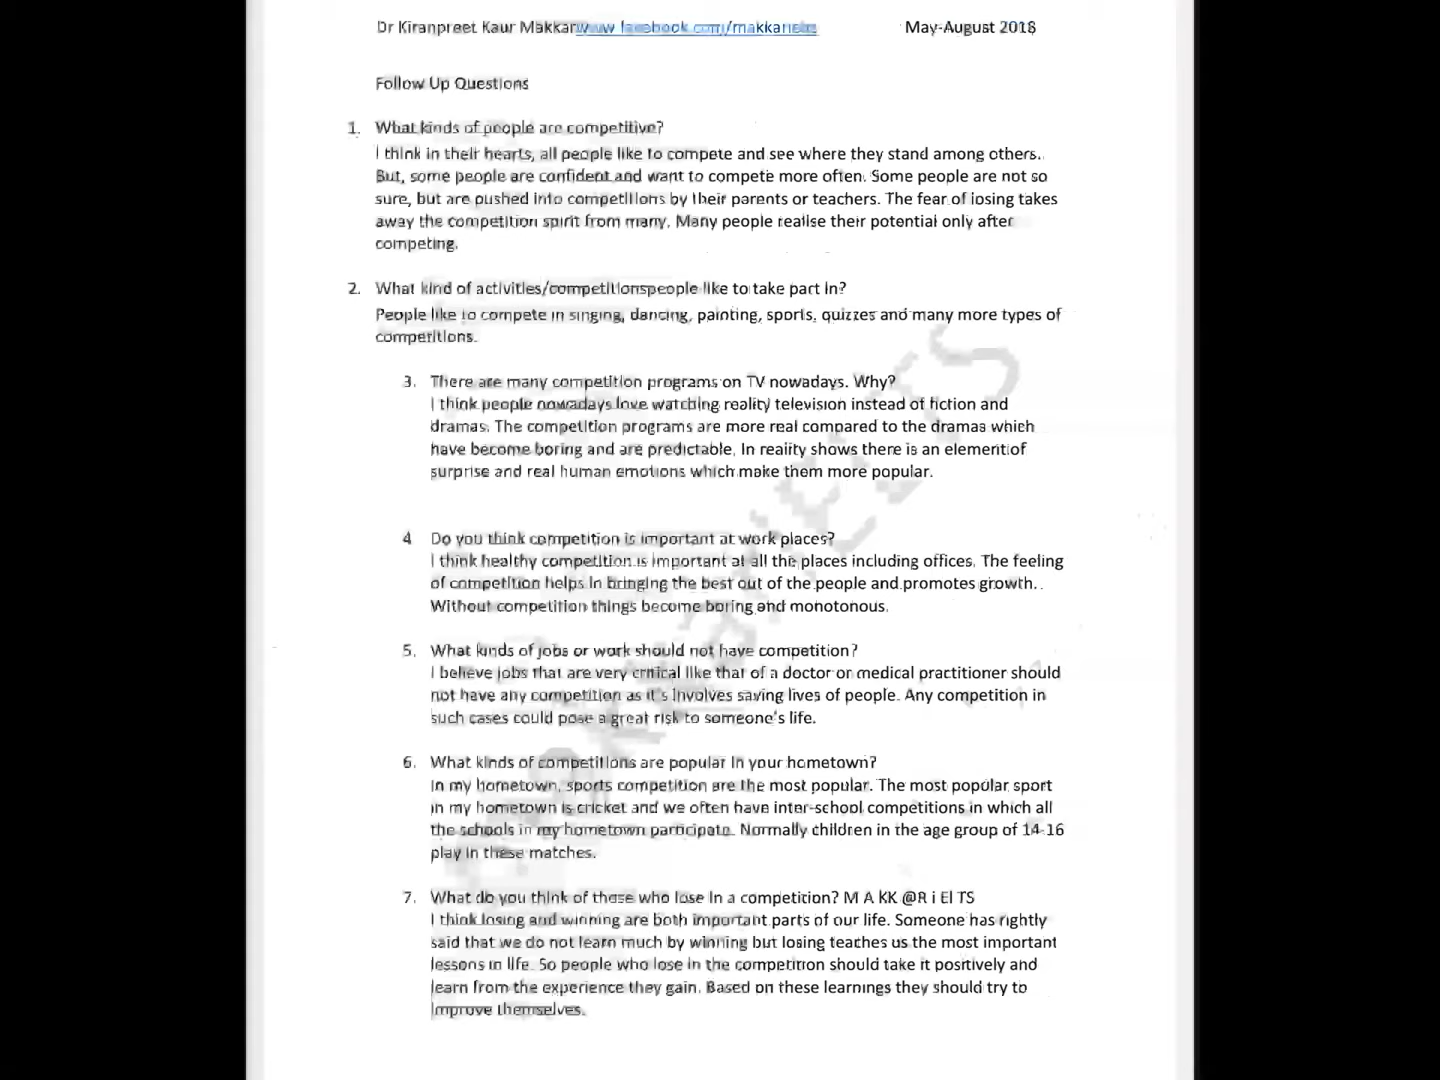 Dr Kiranpreet Kaur Makkar www.facebook.com/makkarielts May-August 2018
Follow Up Questions
1. What kinds of people are competitive?
I think in their hearts, all people like to compete and see where they stand among others.
But, some people are confident and want to compete more often. Some people are not so
sure, but are pushed into competitions by their parents or teachers. The fear of losing takes
away the competition spirit from many. Many people realise their potential only after
competing.
2. What kind of activities/competitionspeople like to take part in?
People like to compete in singing, dancing, painting, sports, quizzes and many more types of
competitions.
3. There are many competition programs on TV nowadays. Why?
I think people nowadays love watching reality television instead of fiction and
dramas. The competition programs are more real compared to the dramas which
have become boring and are predictable. In reality shows there is an element of
surprise and real human emotions which make them more popular.
4 Do you think competition is important at work places?
I think healthy competition is important at all the places including offices. The feeling
of competition helps in bringing the best out of the people and promotes growth.
Without competition things become boring and monotonous.
5. What kinds of jobs or work should not have competition?
I believe jobs that are very critical like that of a doctor or medical practitioner should
not have any competition as it's involves saving lives of people. Any competition in
such cases could pose a great risk to someone's life.
6. What kinds of competitions are popular in your hometown?
In my hometown, sports competition are the most popular. The most popular sport
in my hometown is cricket and we often have inter-school competitions in which all
the schools in my hometown participate. Normally children in the age group of 14-16
play in these matches.
7. What do you think of those who lose in a competition? M A KK @R i El TS
I think losing and winning are both important parts of our life. Someone has rightly
said that we do not learn much by winning but losing teaches us the most important
lessons in life. So people who lose in the competition should take it positively and
learn from the experience they gain. Based on these learnings they should try to
improve themselves.